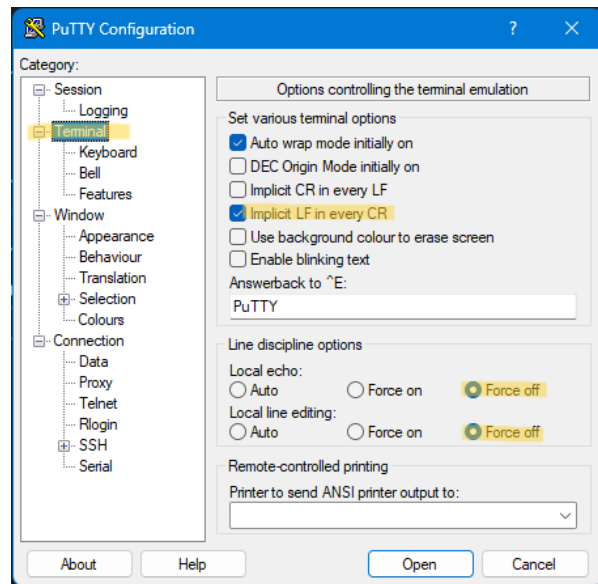 PuTTY Configuration
Category:
Session
Logging
Terminal
Keyboard
Bell
Features
Window
Appearance
Behaviour
Translation
Selection
Colours
Connection
Data
Proxy
Telnet
Rlogin
SSH
Serial
Options controlling the terminal emulation
Set various terminal options
Auto wrap mode initially on
DEC Origin Mode initially on
Implicit CR in every LF
Implicit LF in every CR
Use background colour to erase screen
Enable blinking text
Answerback to ^E:
PuTTY
Line discipline options
Local echo:
Auto Force on Force off
Local line editing:
Auto Force on Force off
Remote-controlled printing
Printer to send ANSI printer output to:
About Help Open Cancel